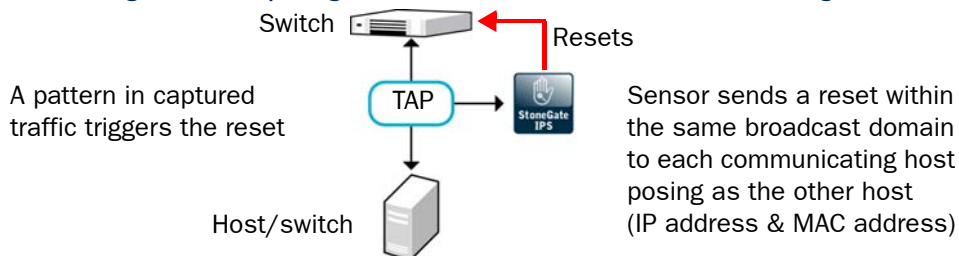 Switch
Resets
A pattern in captured
traffic triggers the reset
TAP
StoneGate
IPS
Sensor sends a reset within
the same broadcast domain
to each communicating host
posing as the other host
(IP address & MAC address)
Host/switch